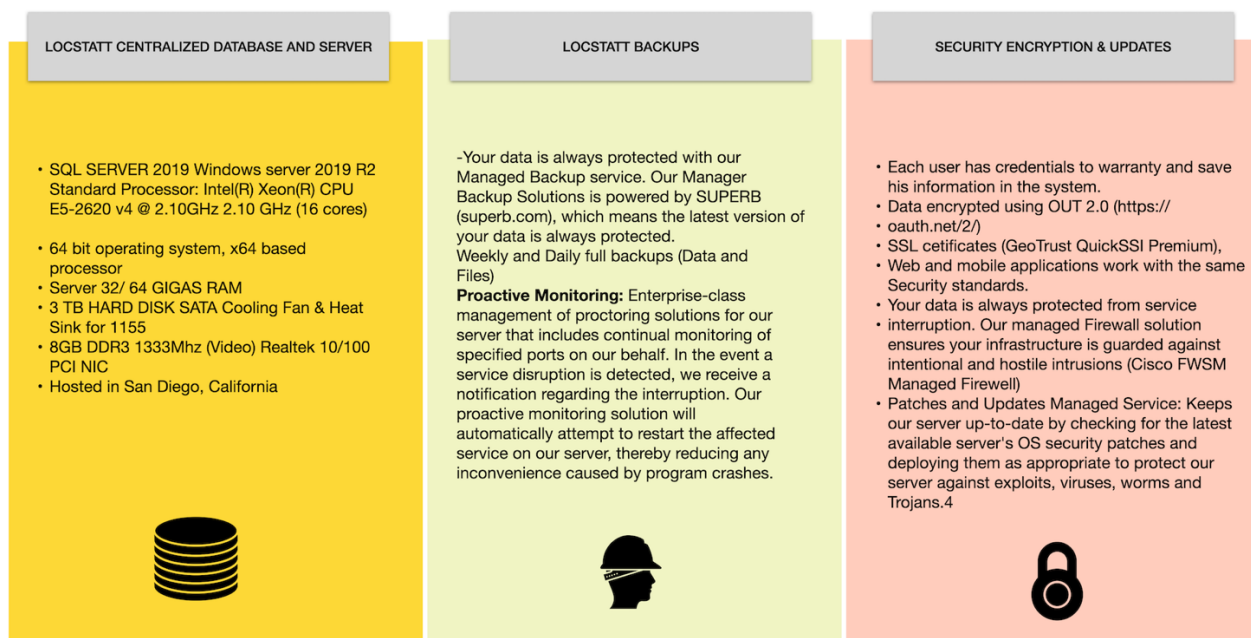 LOCSTATT CENTRALIZED DATABASE AND SERVER
• SQL SERVER 2019 Windows server 2019 R2
Standard Processor: Intel(R) Xeon(R) CPU
E5-2620 v4 @ 2.10GHz 2.10 GHz (16 cores)
• 64 bit operating system, x64 based
processor
• Server 32/ 64 GIGAS RAM
• 3 TB HARD DISK SATA Cooling Fan & Heat
Sink for 1155
• 8GB DDR3 1333Mhz (Video) Realtek 10/100
PCI NIC
• Hosted in San Diego, California
LOCSTATT BACKUPS
-Your data is always protected with our
Managed Backup service. Our Manager
Backup Solutions is powered by SUPERB
(superb.com), which means the latest version of
your data is always protected.
Weekly and Daily full backups (Data and
Files)
Proactive Monitoring: Enterprise-class
management of proctoring solutions for our
server that includes continual monitoring of
specified ports on our behalf. In the event a
service disruption is detected, we receive a
notification regarding the interruption. Our
proactive monitoring solution will
automatically attempt to restart the affected
service on our server, thereby reducing any
inconvenience caused by program crashes.
SECURITY ENCRYPTION & UPDATES
• Each user has credentials to warranty and save
his information in the system.
• Data encrypted using OUT 2.0 (https://
• oauth.net/2/)
• SSL cetificates (GeoTrust QuickSSI Premium),
• Web and mobile applications work with the same
Security standards.
• Your data is always protected from service
• interruption. Our managed Firewall solution
ensures your infrastructure is guarded against
intentional and hostile intrusions (Cisco FWSM
Managed Firewell)
• Patches and Updates Managed Service: Keeps
our server up-to-date by checking for the latest
available server's OS security patches and
deploying them as appropriate to protect our
server against exploits, viruses, worms and
Trojans.4